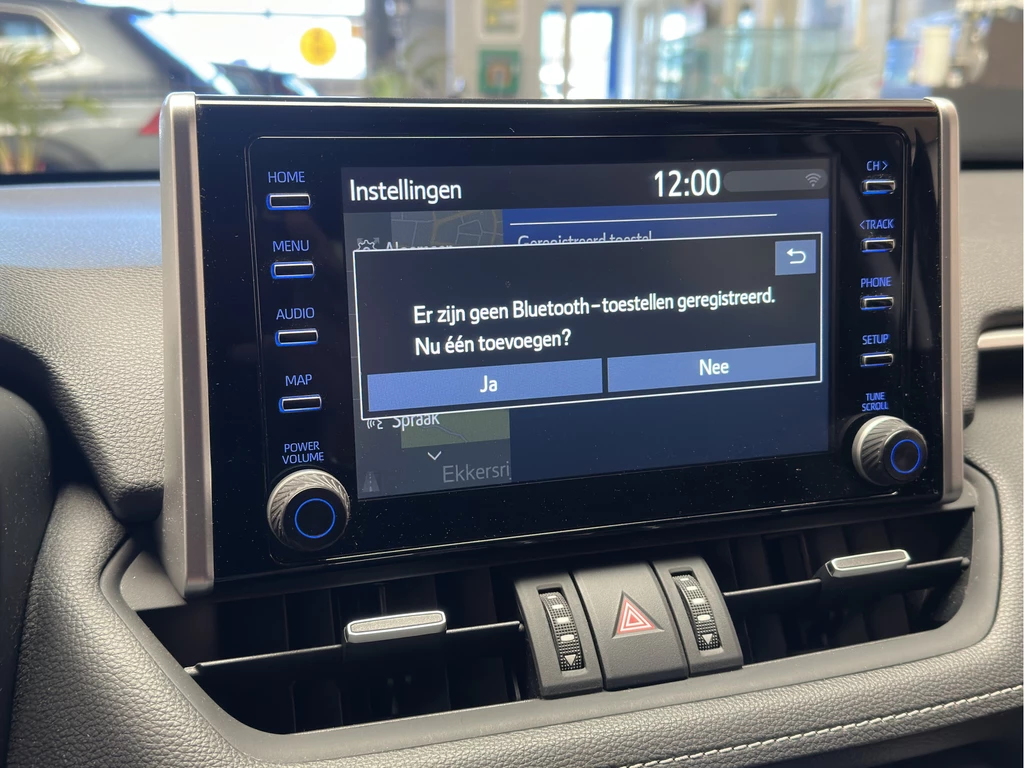 HOME
MENU
AUDIO
MAP
POWER
VOLUME
Instellingen
12:00
Geregistreerd toestel
Er zijn geen Bluetooth-toestellen geregistreerd.
Nu één toevoegen?
Ja
Nee
Spraak
Ekkersri
CH >
< TRACK
PHONE
SETUP
TUNE
SCROLL